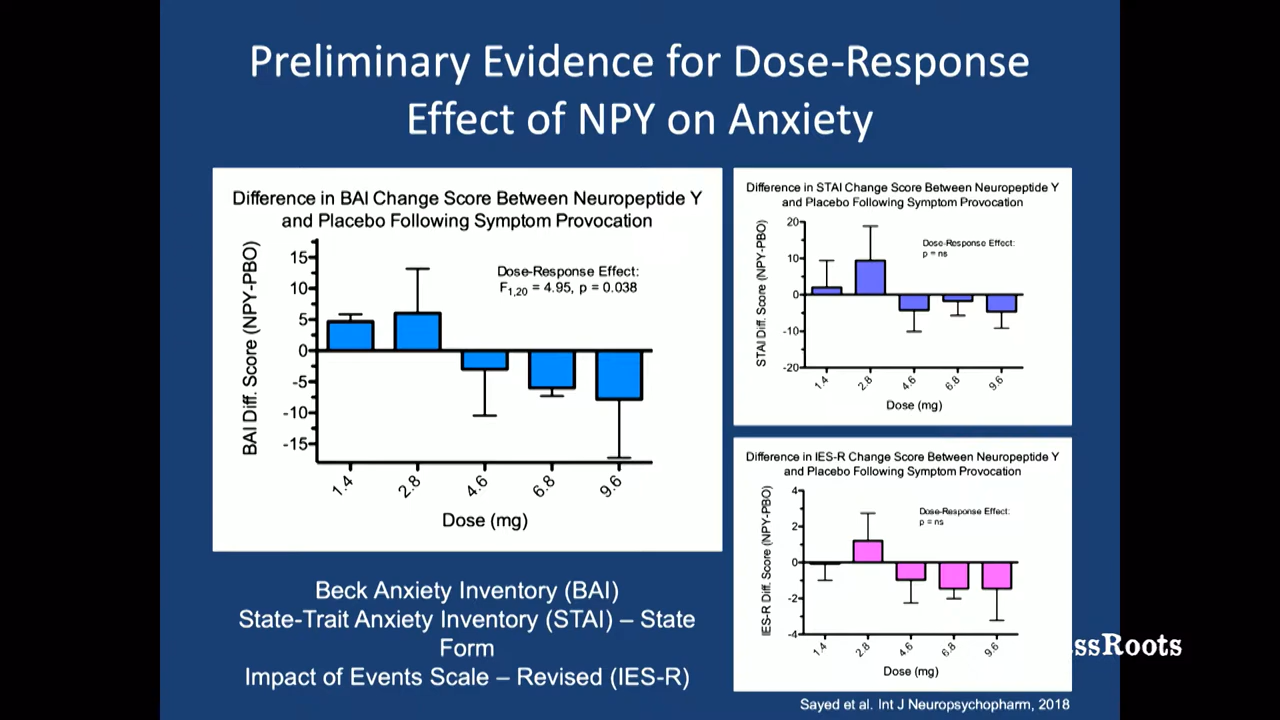 Preliminary Evidence for Dose-Response
Effect of NPY on Anxiety
Difference in BAI Change Score Between Neuropeptide Y
and Placebo Following Symptom Provocation
BAI Diff. Score (NPY-PBO)
15
10
5
0
-5
-10
-15
Dose-Response Effect:
F1,20 = 4.95, p = 0.038
1.4 2.8 4.6 6.8 9.6
Dose (mg)
Difference in STAI Change Score Between Neuropeptide Y
and Placebo Following Symptom Provocation
STAI Diff. Score (NPY-PBO)
20
10
0
-10
-20
Dose-Response Effect:
p = ns
1.4 2.8 4.6 6.8 9.6
Dose (mg)
Difference in IES-R Change Score Between Neuropeptide Y
and Placebo Following Symptom Provocation
IES-R Diff. Score (NPY-PBO)
4
2
0
-2
-4
Dose-Response Effect:
p = ns
1.4 2.8 4.6 6.8 9.6
Dose (mg)
Beck Anxiety Inventory (BAI)
State-Trait Anxiety Inventory (STAI) – State
Form
Impact of Events Scale – Revised (IES-R)
ssRoots
Sayed et al. Int J Neuropsychopharm, 2018